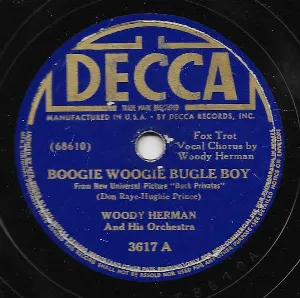 DECCA
TRADE MARK REGISTERED
MANUFACTURED IN U.S.A. - BY DECCA RECORDS, INC.
Fox Trot
(68610)
Vocal Chorus by
Woody Herman
BOOGIE WOOGIE BUGLE BOY
From New Universal Picture "Buck Privates"
(Don Raye-Hughie Prince)
WOODY HERMAN
And His Orchestra
3617 A